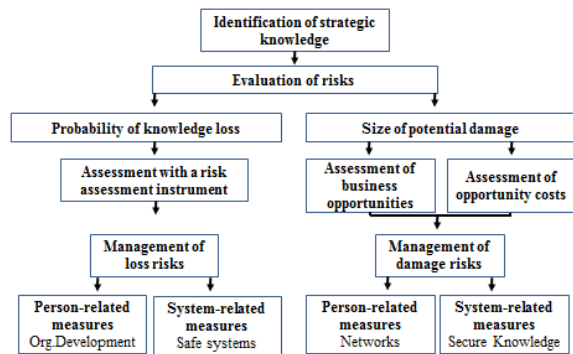 Identification of strategic
knowledge
Evaluation of risks
Probability of knowledge loss
Size of potential damage
Assessment with a risk
assessment instrument
Assessment of
business
opportunities
Assessment of
opportunity costs
Management of
loss risks
Management of
damage risks
Person-related
measures
Org.Development
System-related
measures
Safe systems
Person-related
measures
Networks
System-related
measures
Secure Knowledge